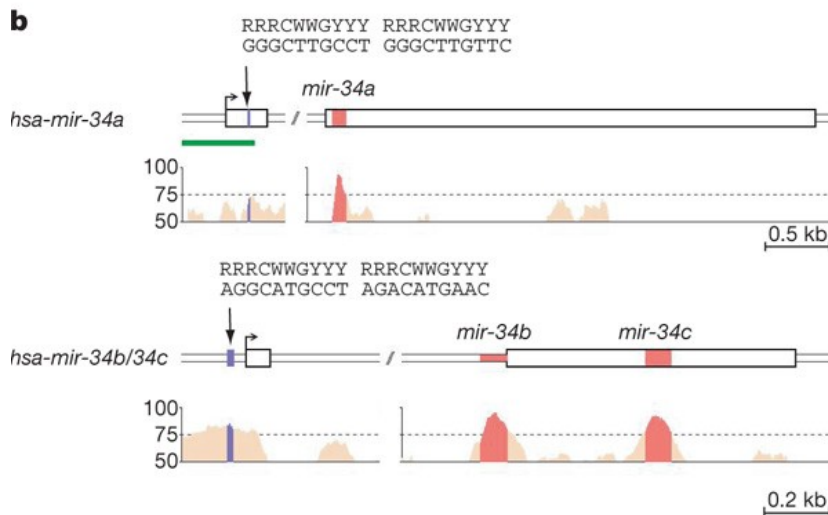 b
RRRCWWGYYY RRRCWWGYYY
GGGCTTGCCT GGGCTTGTTC
mir-34a
hsa-mir-34a
100
75
50
0.5 kb
RRRCWWGYYY RRRCWWGYYY
AGGCATGCCT AGACATGAAC
mir-34b mir-34c
hsa-mir-34b/34c
100
75
50
0.2 kb